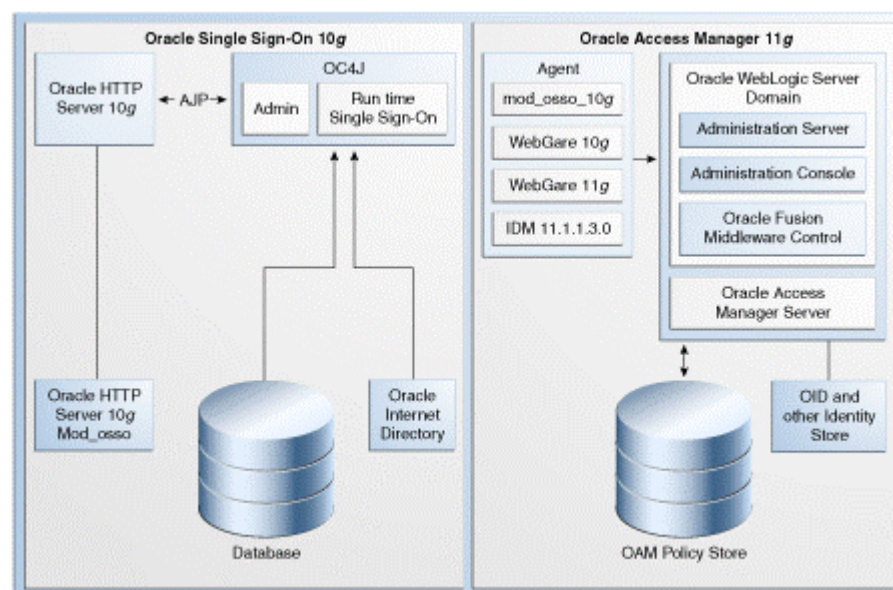 Oracle Single Sign-On 10g
Oracle HTTP
Server 10g
AJP
OC4J
Admin
Run time
Single Sign-On
Oracle HTTP
Server 10g
Mod_osso
Database
Oracle
Internet
Directory
Oracle Access Manager 11g
Agent
mod_osso_10g
WebGare 10g
WebGare 11g
IDM 11.1.1.3.0
Oracle WebLogic Server
Domain
Administration Server
Administration Console
Oracle Fusion
Middleware Control
Oracle Access
Manager Server
OAM Policy Store
OID and
other Identity
Store